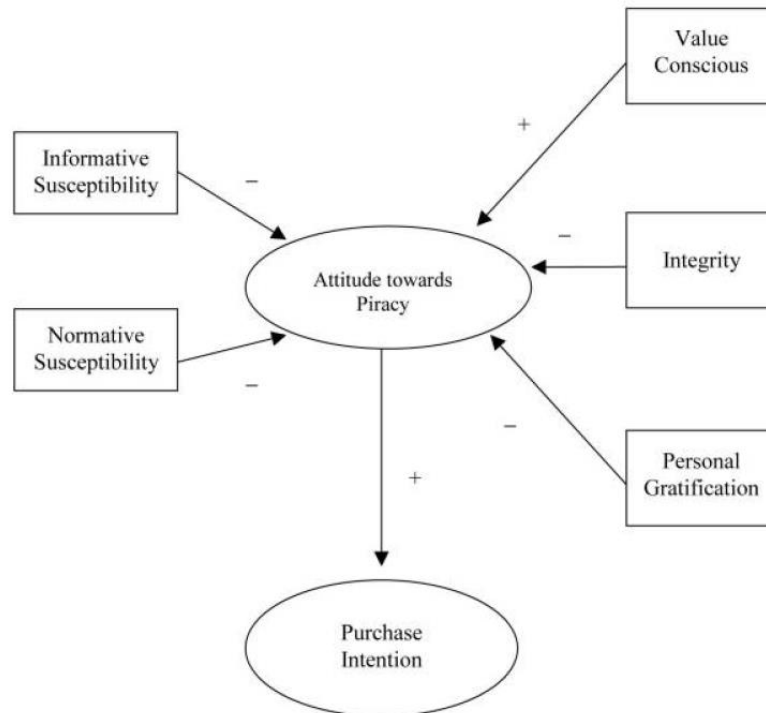 Value
Conscious
+
Informative
Susceptibility
−
Attitude towards
Piracy
−
Integrity
Normative
Susceptibility
−
−
Personal
Gratification
+
Purchase
Intention